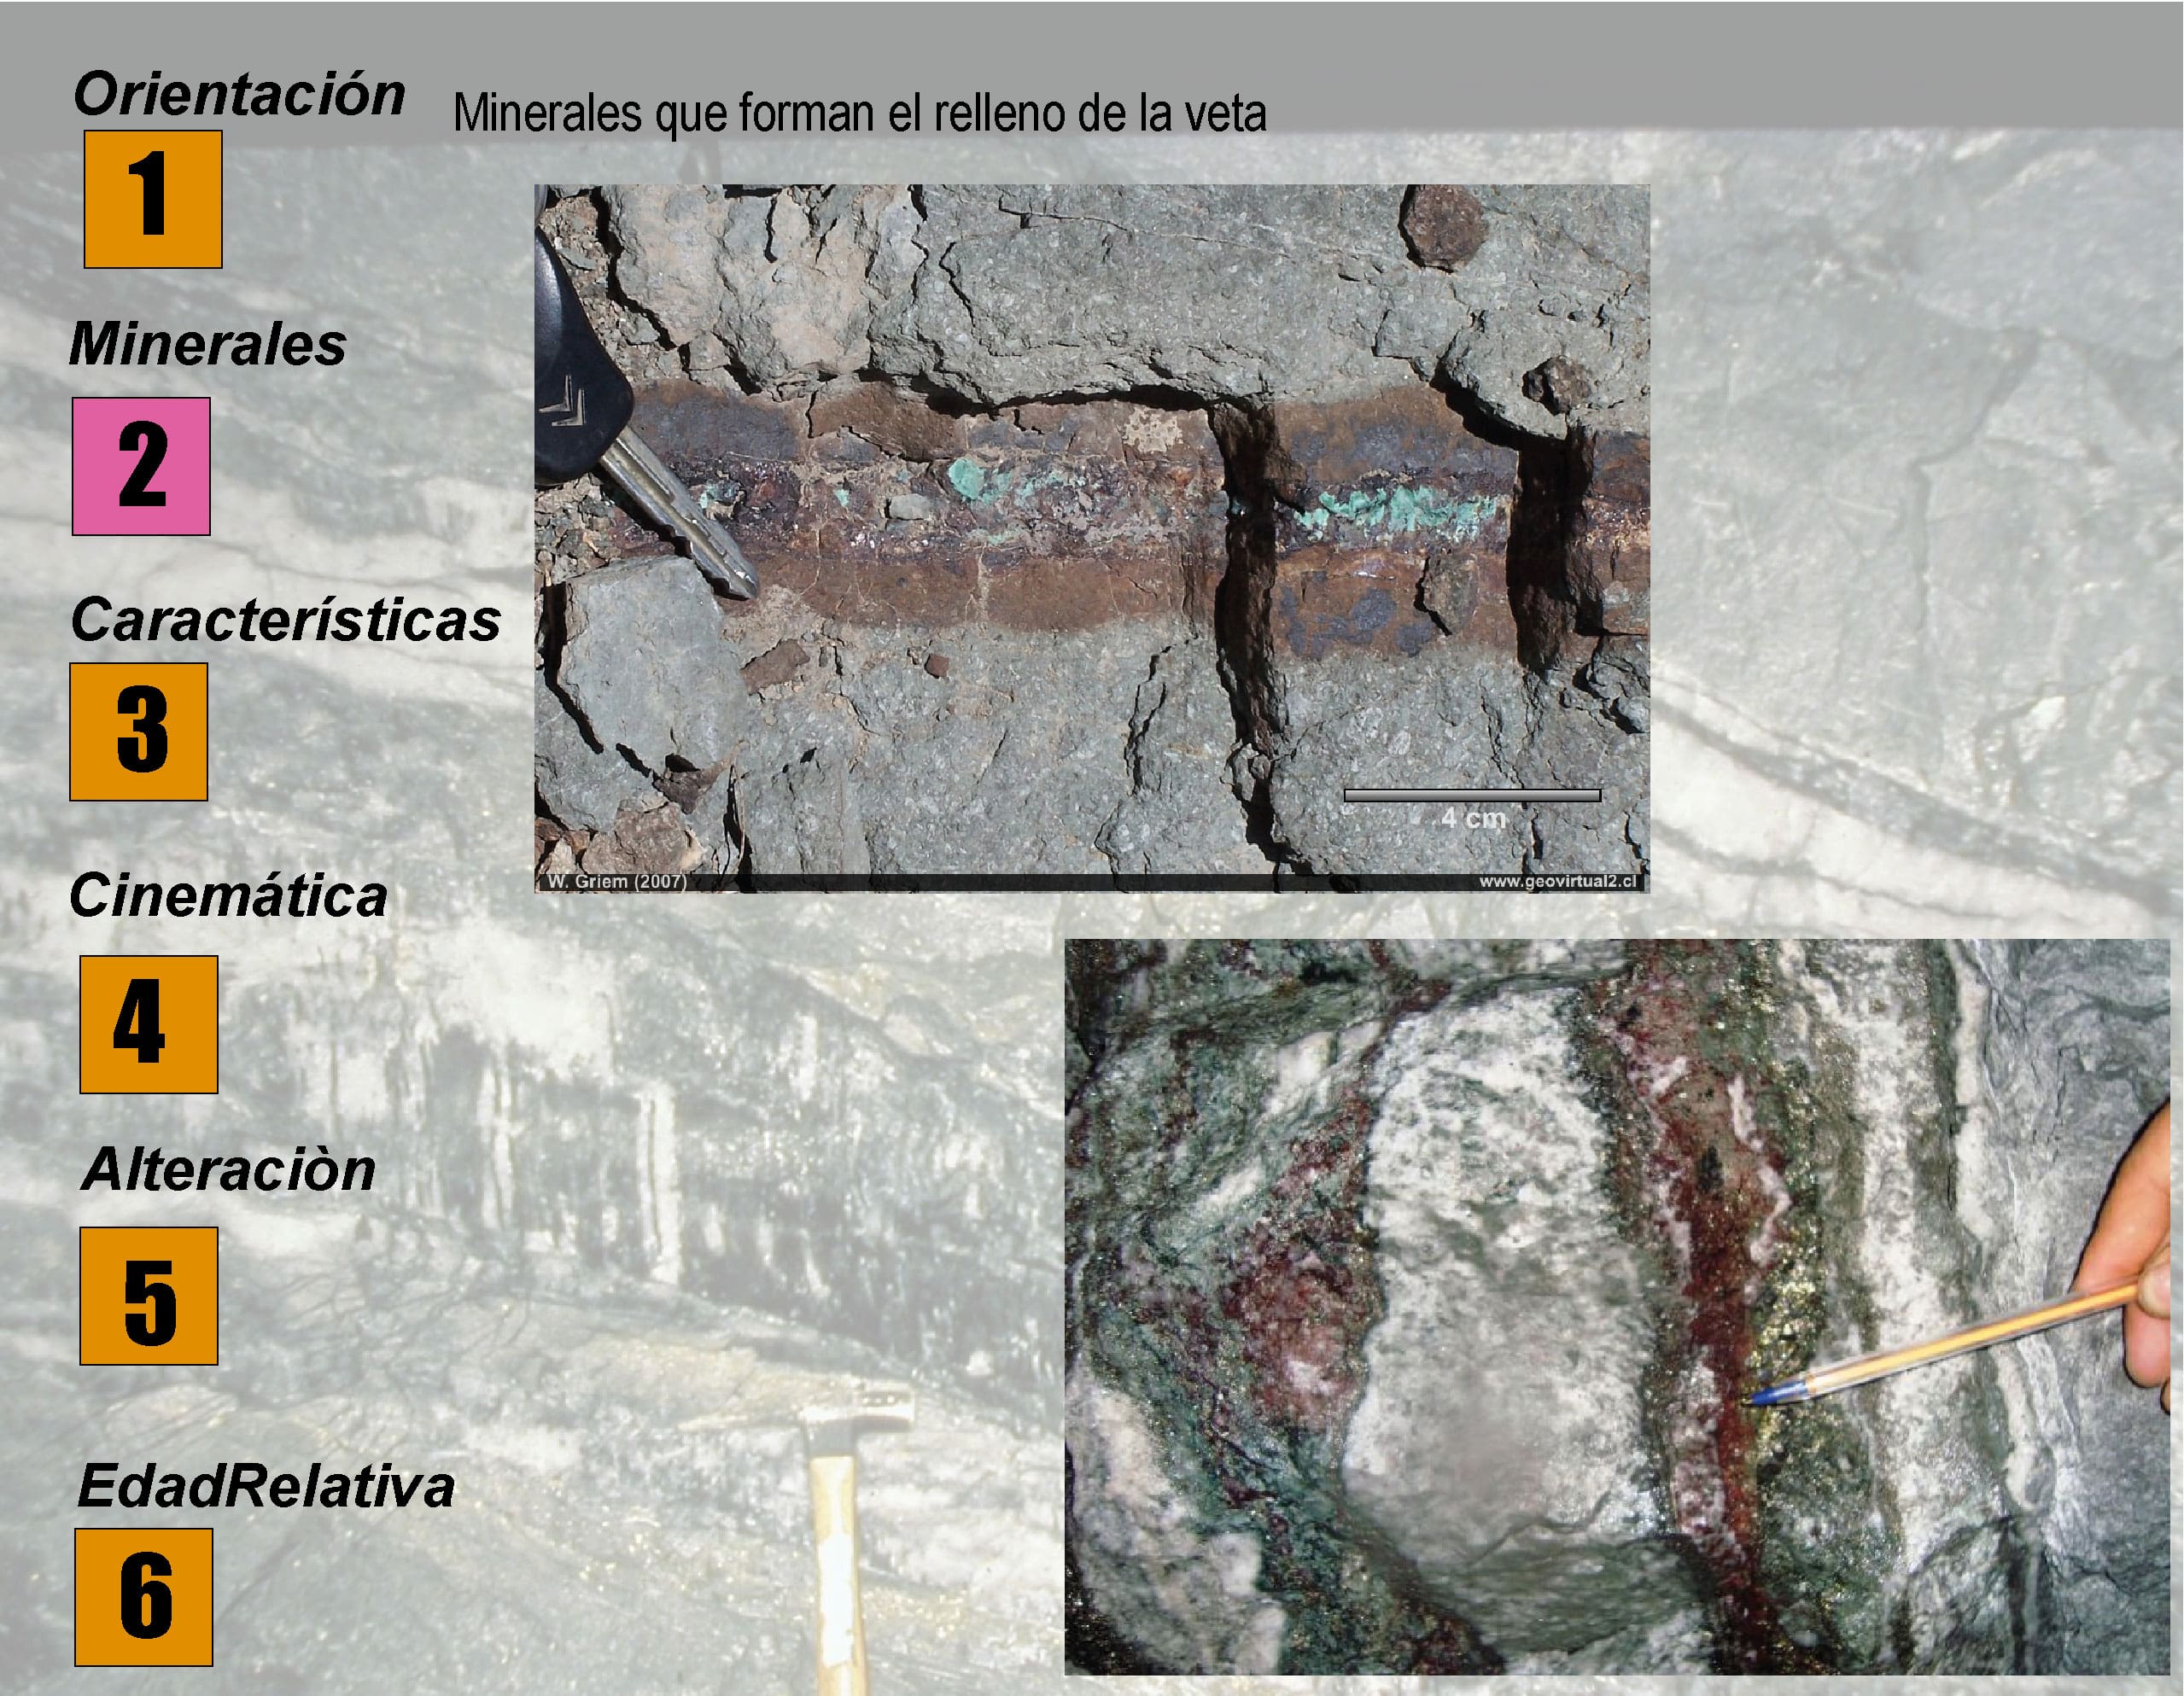 Orientación
Minerales que forman el relleno de la veta
1
Minerales
2
Características
3
4 cm
W. Griem (2007)
www.geovirtual2.cl
Cinemática
4
Alteraciòn
5
EdadRelativa
6